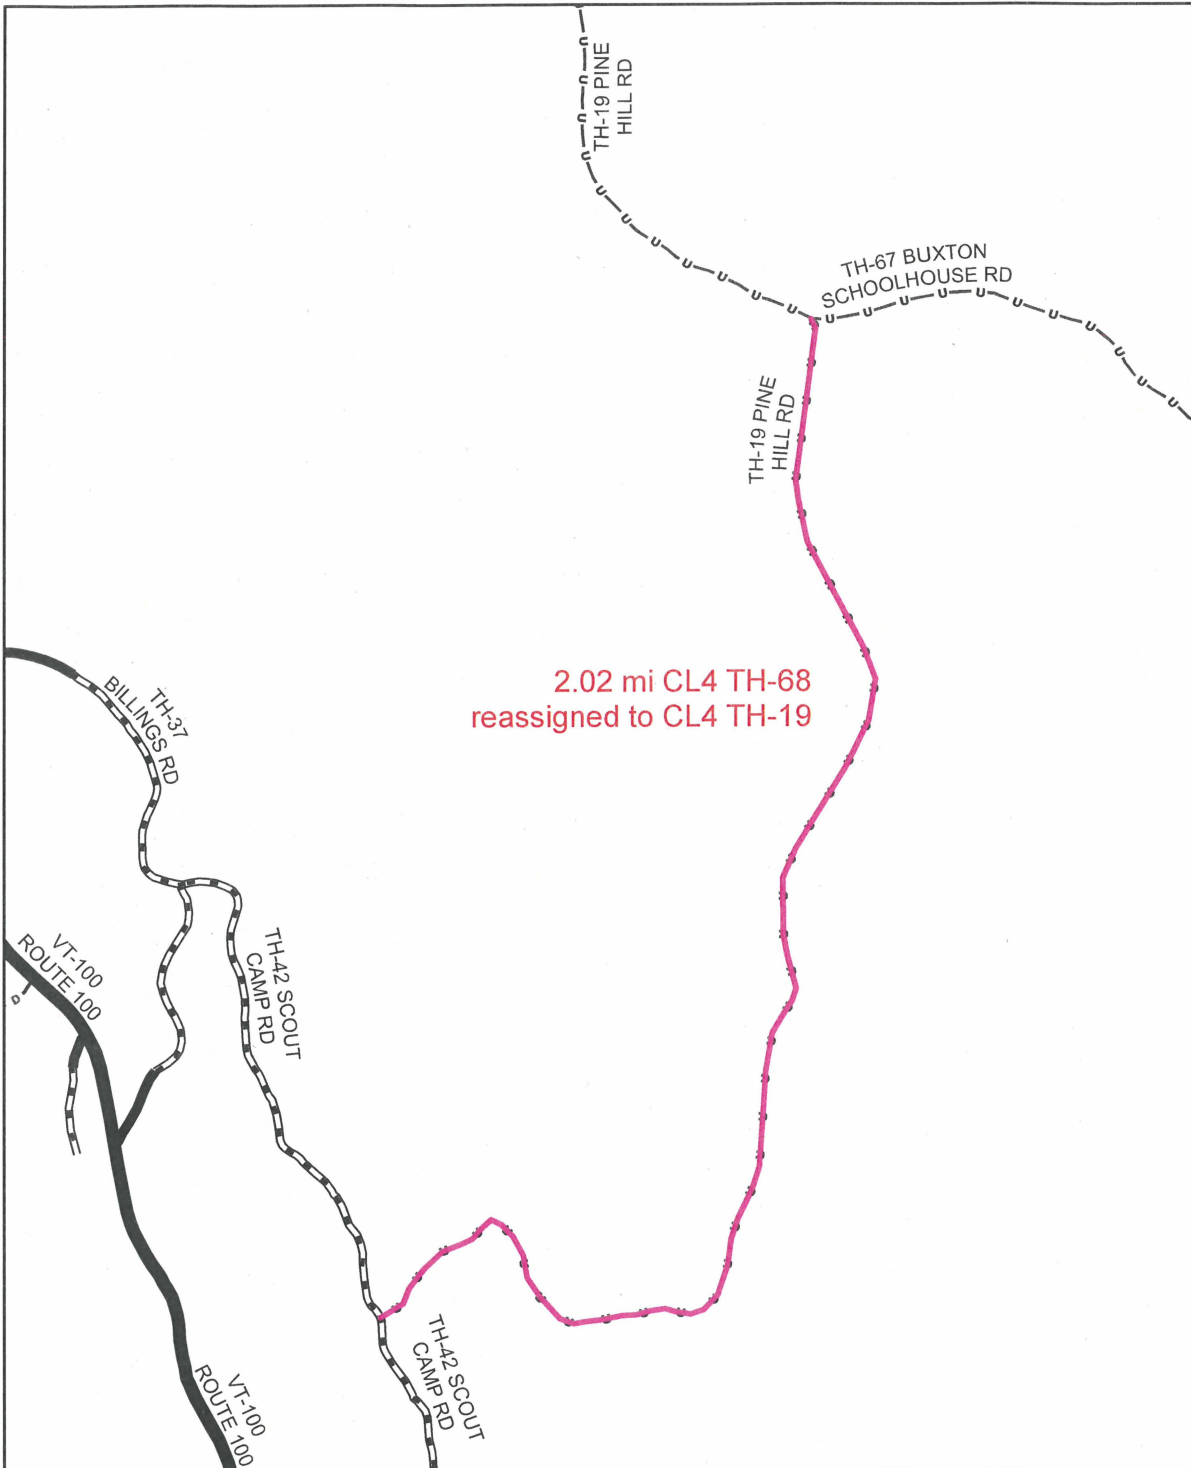 TH-19 PINE
HILL RD
TH-67 BUXTON
SCHOOLHOUSE RD
TH-19 PINE
HILL RD
2.02 mi CL4 TH-68
reassigned to CL4 TH-19
TH-37
BILLINGS RD
VT-100
ROUTE 100
TH-42 SCOUT
CAMP RD
TH-42 SCOUT
CAMP RD
VT-100
ROUTE 100